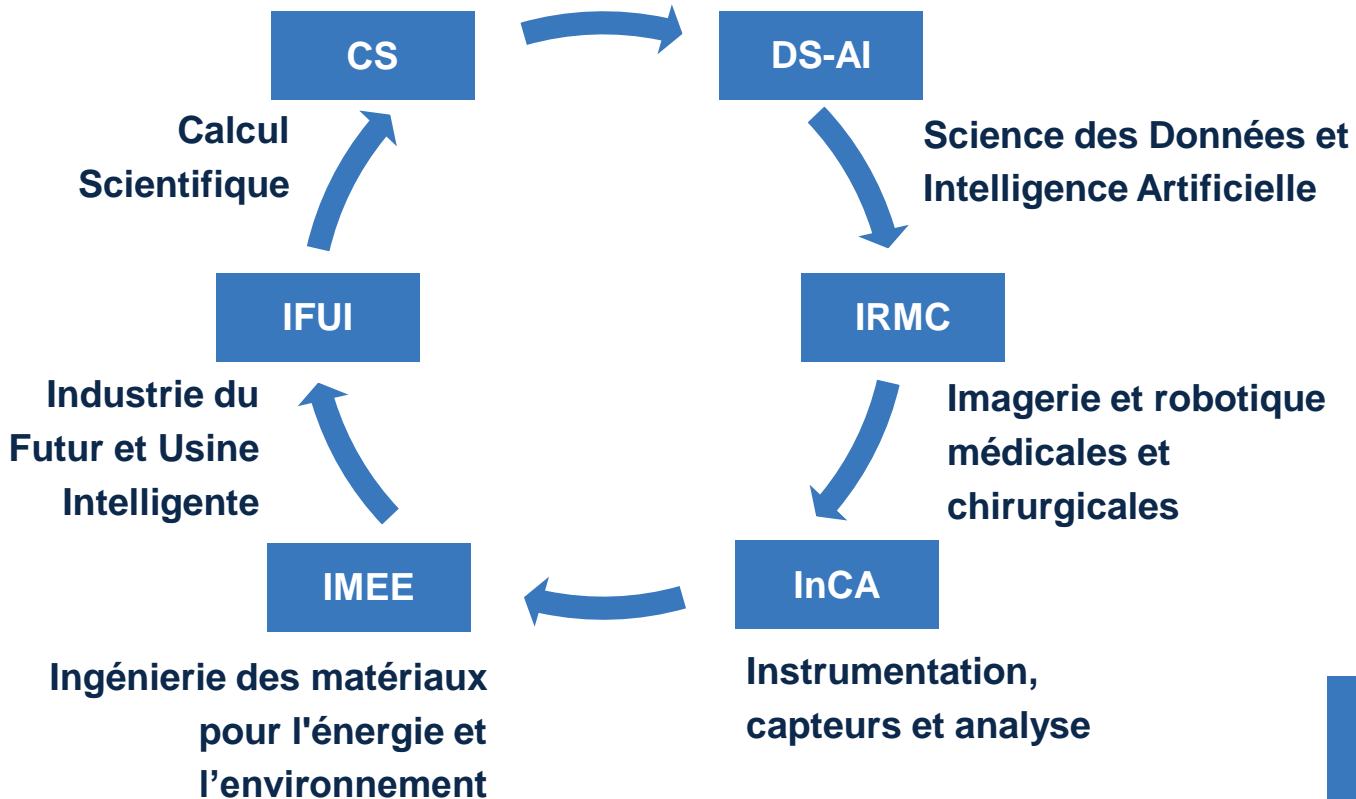 CS
Calcul
Scientifique
DS-AI
Science des Données et
Intelligence Artificielle
IRMC
Imagerie et robotique
médicales et
chirurgicales
InCA
Instrumentation,
capteurs et analyse
IMEE
Ingénierie des matériaux
pour l'énergie et
l’environnement
IFUI
Industrie du
Futur et Usine
Intelligente